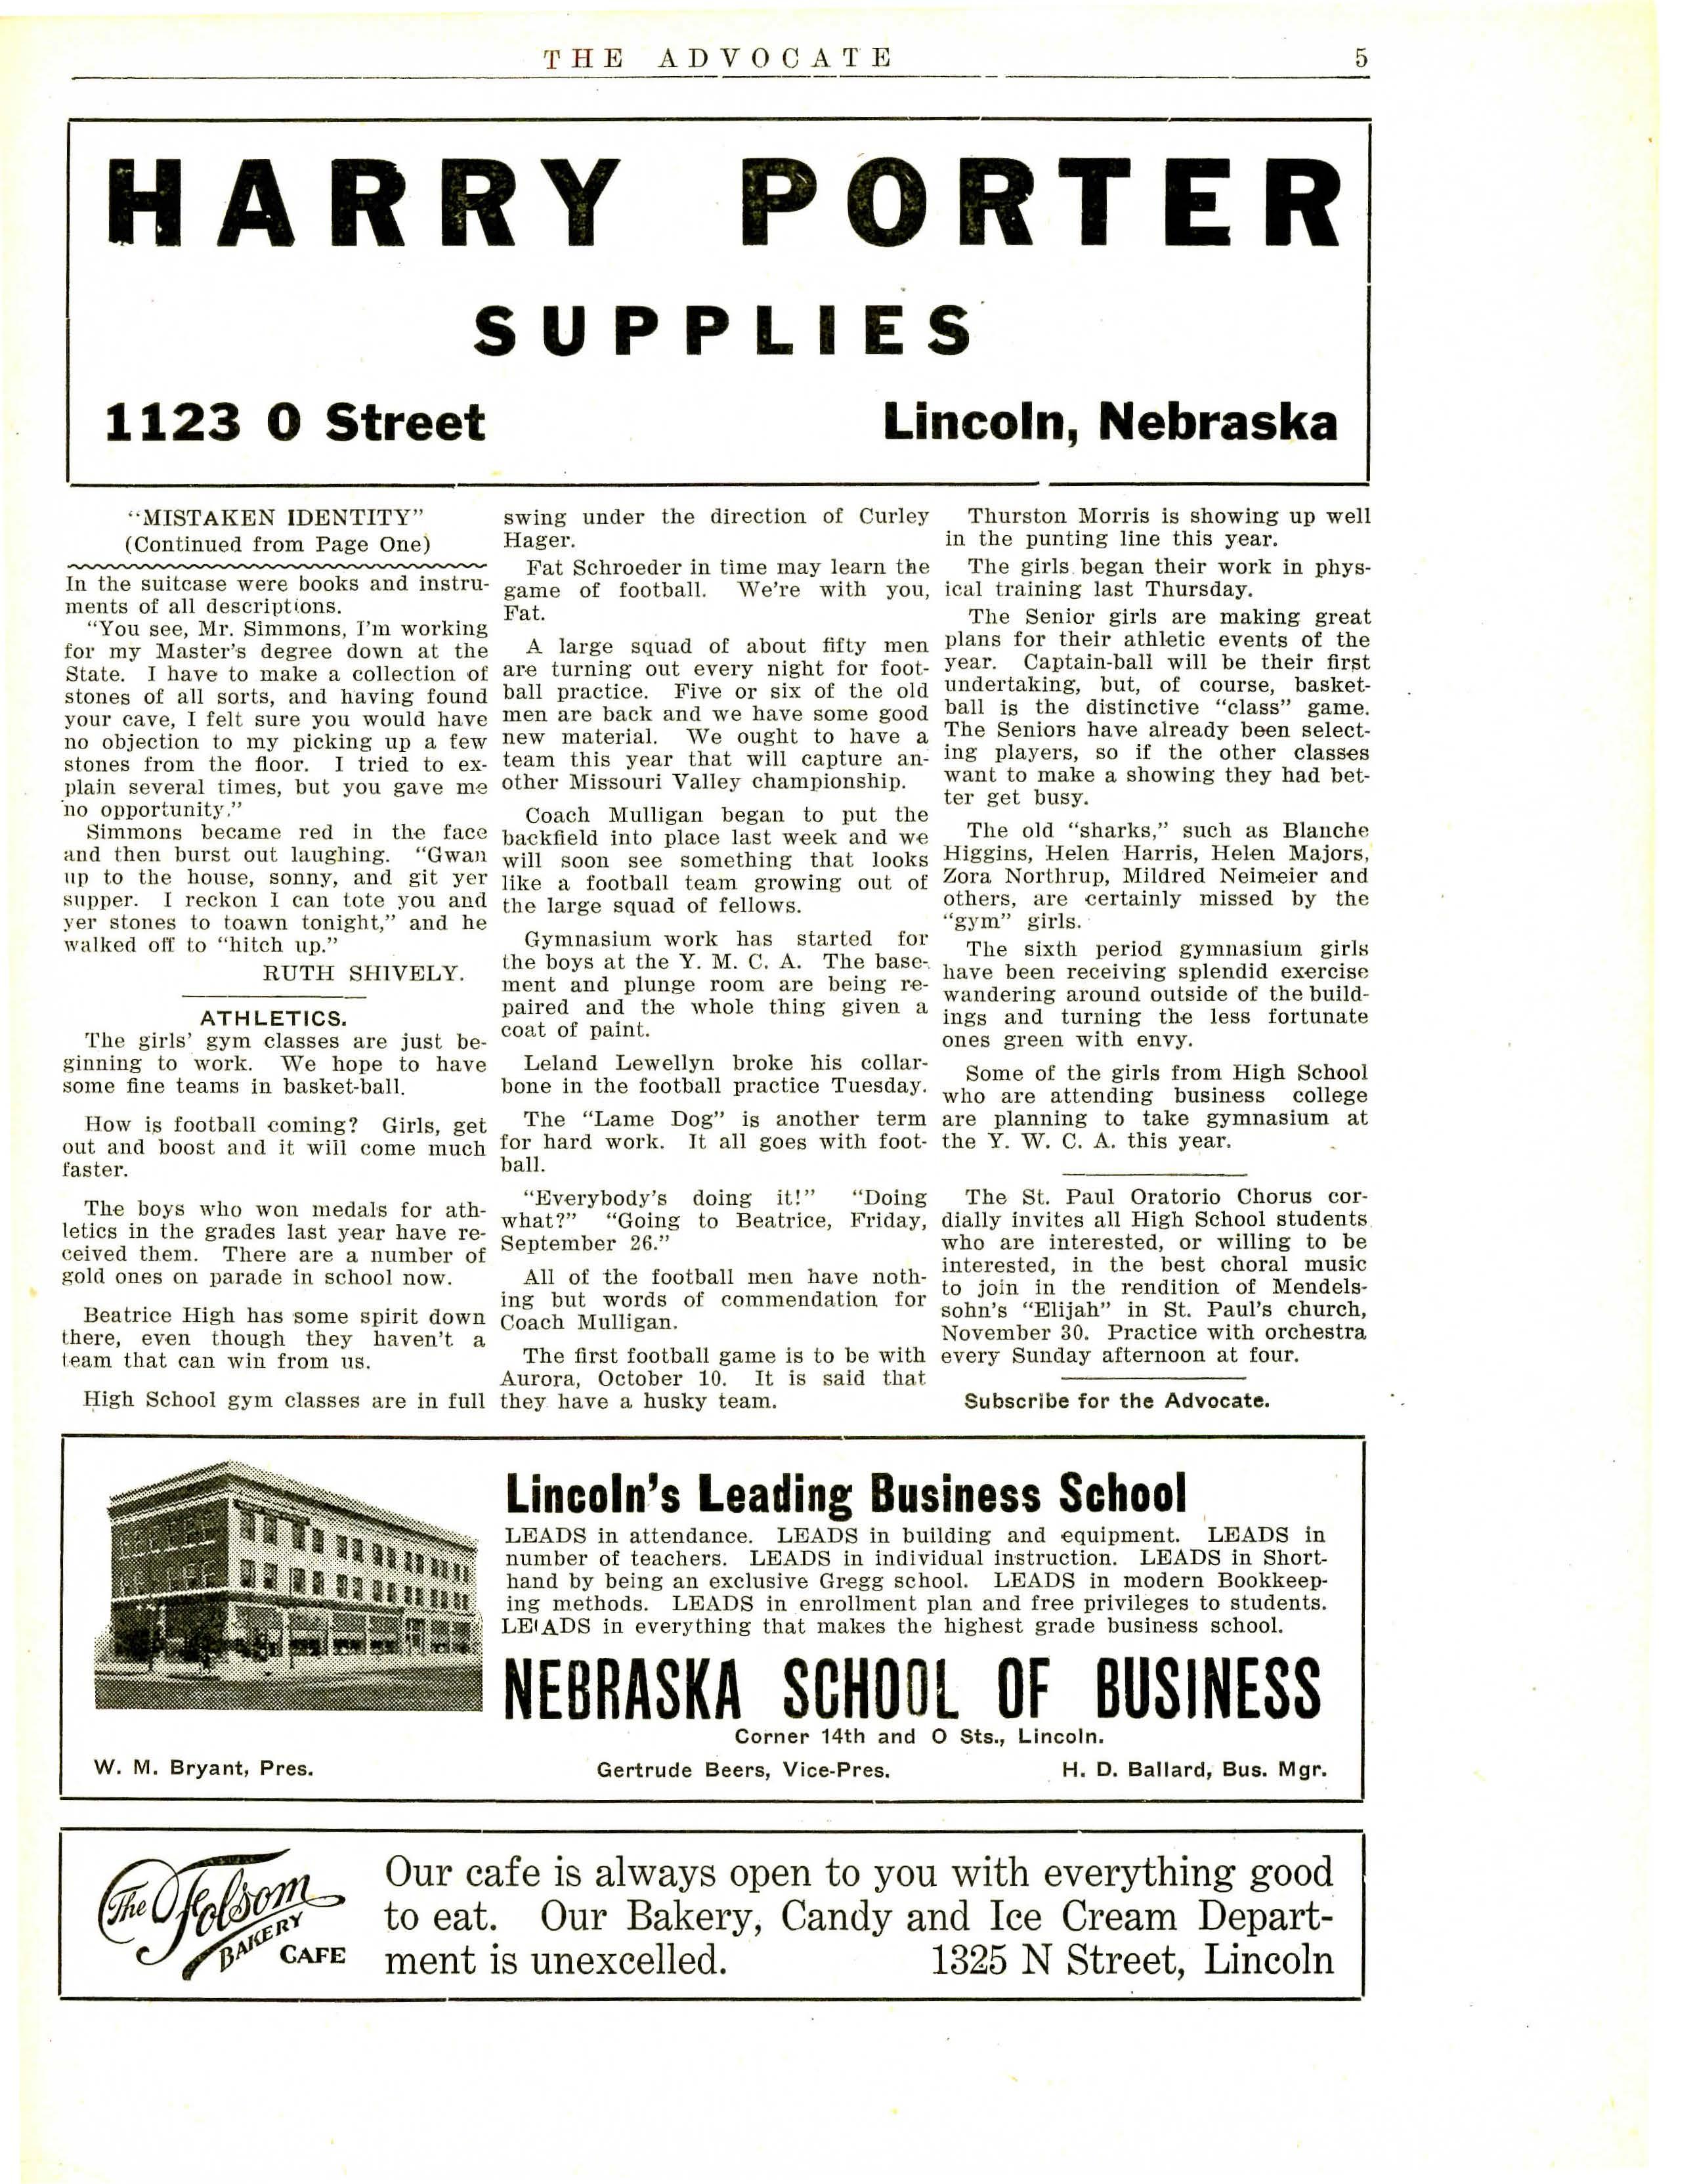 THE ADVOCATE 5
HARRY PORTER
SUPPLIES
1123 O Street Lincoln, Nebraska
"MISTAKEN IDENTITY"
(Continued from Page One)
In the suitcase were books and instru-
ments of all descriptions.
"You see, Mr. Simmons, I'm working
for my Master's degree down at the
State. I have to make a collection of
stones of all sorts, and having found
your cave, I felt sure you would have
no objection to my picking up a few
stones from the floor. I tried to ex-
plain several times, but you gave me
no opportunity."
Simmons became red in the face
and then burst out laughing. "Gwan
up to the house, sonny, and git yer
supper. I reckon I can tote you and
yer stones to toawn tonight," and he
walked off to "hitch up."
RUTH SHIVELY.
ATHLETICS.
The girls' gym classes are just be-
ginning to work. We hope to have
some fine teams in basket-ball.
How is football coming? Girls, get
out and boost and it will come much
faster.
The boys who won medals for ath-
letics in the grades last year have re-
ceived them. There are a number of
gold ones on parade in school now.
Beatrice High has some spirit down
there, even though they haven't a
team that can win from us.
High School gym classes are in full
swing under the direction of Curley
Hager.
Fat Schroeder in time may learn the
game of football. We're with you,
Fat.
A large squad of about fifty men
are turning out every night for foot-
ball practice. Five or six of the old
men are back and we have some good
new material. We ought to have a
team this year that will capture an-
other Missouri Valley championship.
Coach Mulligan began to put the
backfield into place last week and we
will soon see something that looks
like a football team growing out of
the large squad of fellows.
Gymnasium work has started for
the boys at the Y. M. C. A. The base-
ment and plunge room are being re-
paired and the whole thing given a
coat of paint.
Leland Lewellyn broke his collar-
bone in the football practice Tuesday.
The "Lame Dog" is another term
for hard work. It all goes with foot-
ball.
"Everybody's doing it!" "Doing
what?" "Going to Beatrice, Friday,
September 26."
All of the football men have noth-
ing but words of commendation for
Coach Mulligan.
The first football game is to be with
Aurora, October 10. It is said that
they have a husky team.
Thurston Morris is showing up well
in the punting line this year.
The girls began their work in phys-
ical training last Thursday.
The Senior girls are making great
plans for their athletic events of the
year. Captain-ball will be their first
undertaking, but, of course, basket-
ball is the distinctive "class" game.
The Seniors have already been select-
ing players, so if the other classes
want to make a showing they had bet-
ter get busy.
The old "sharks," such as Blanche
Higgins, Helen Harris, Helen Majors,
Zora Northrup, Mildred Neimeier and
others, are certainly missed by the
"gym" girls.
The sixth period gymnasium girls
have been receiving splendid exercise
wandering around outside of the build-
ings and turning the less fortunate
ones green with envy.
Some of the girls from High School
who are attending business college
are planning to take gymnasium at
the Y. W. C. A. this year.
The St. Paul Oratorio Chorus cor-
dially invites all High School students
who are interested, or willing to be
interested, in the best choral music
to join in the rendition of Mendels-
sohn's "Elijah" in St. Paul's church,
November 30. Practice with orchestra
every Sunday afternoon at four.
Subscribe for the Advocate.
Lincoln's Leading Business School
LEADS in attendance. LEADS in building and equipment. LEADS in
number of teachers. LEADS in individual instruction. LEADS in Short-
hand by being an exclusive Gregg school. LEADS in modern Bookkeep-
ing methods. LEADS in enrollment plan and free privileges to students.
LEADS in everything that makes the highest grade business school.
NEBRASKA SCHOOL OF BUSINESS
Corner 14th and O Sts., Lincoln.
W. M. Bryant, Pres. Gertrude Beers, Vice-Pres. H. D. Ballard, Bus. Mgr.
The Folsom
BAKERY
CAFE
Our cafe is always open to you with everything good
to eat. Our Bakery, Candy and Ice Cream Depart-
ment is unexcelled. 1325 N Street, Lincoln